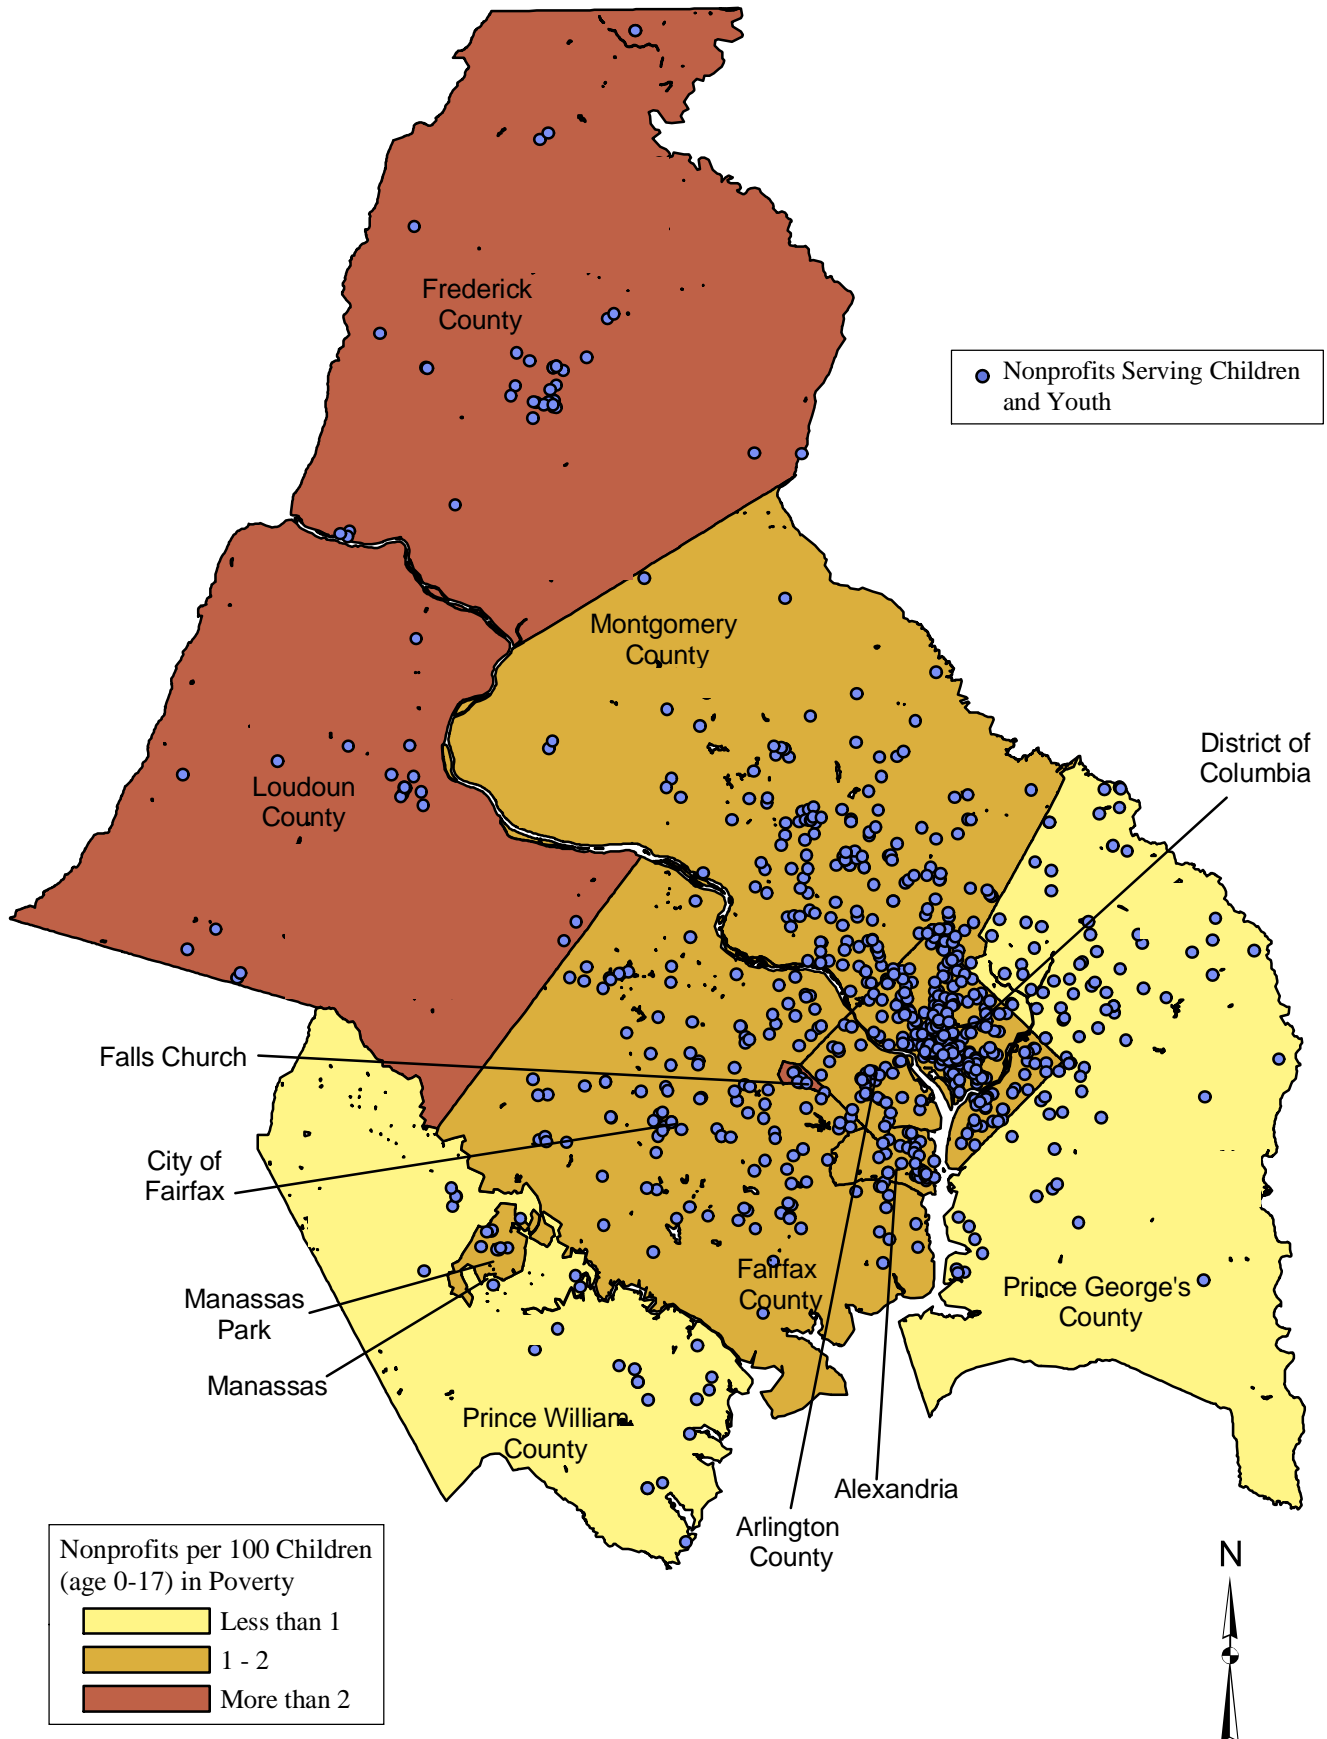 Frederick
County
Nonprofits Serving Children
and Youth
Montgomery
County
District of
Columbia
Loudoun
County
Falls Church
City of
Fairfax
Fairfax
County
Prince George's
County
Manassas
Park
Manassas
Prince William
County
Alexandria
Arlington
County
Nonprofits per 100 Children
(age 0-17) in Poverty
Less than 1
1 - 2
More than 2
N